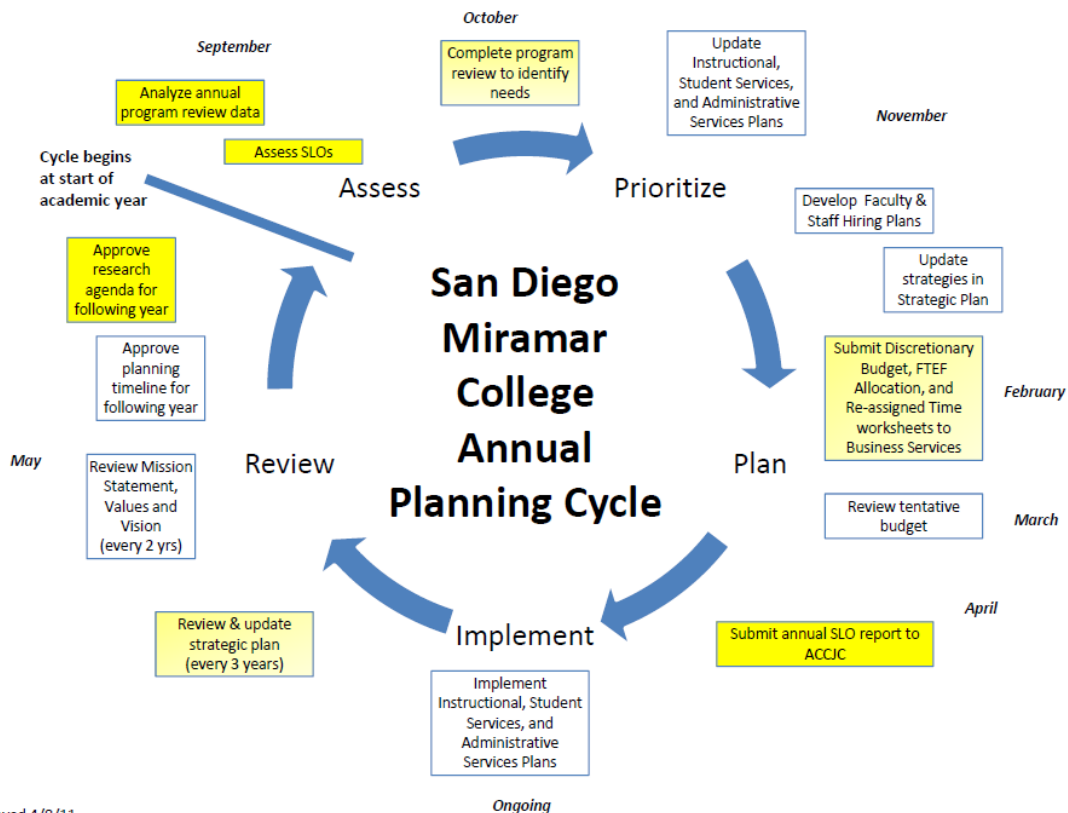 October
September
Complete program
review to identify
needs
Update
Instructional,
Student Services,
and Administrative
Services Plans
Analyze annual
program review data
November
Assess SLOs
Cycle begins
at start of
academic year
Assess
Prioritize
Develop Faculty &
Staff Hiring Plans
Approve
research
agenda for
following year
Update
strategies in
Strategic Plan
San Diego
Miramar
College
Annual
Planning Cycle
Approve
planning
timeline for
following year
Submit Discretionary
Budget, FTEF
Allocation, and
Re-assigned Time
worksheets to
Business Services
February
May
Review Mission
Statement,
Values and
Vision
(every 2 yrs)
Review
Plan
Review tentative
budget
March
April
Review & update
strategic plan
(every 3 years)
Implement
Submit annual SLO report to
ACCJC
Implement
Instructional, Student
Services, and
Administrative
Services Plans
Ongoing
4/8/11